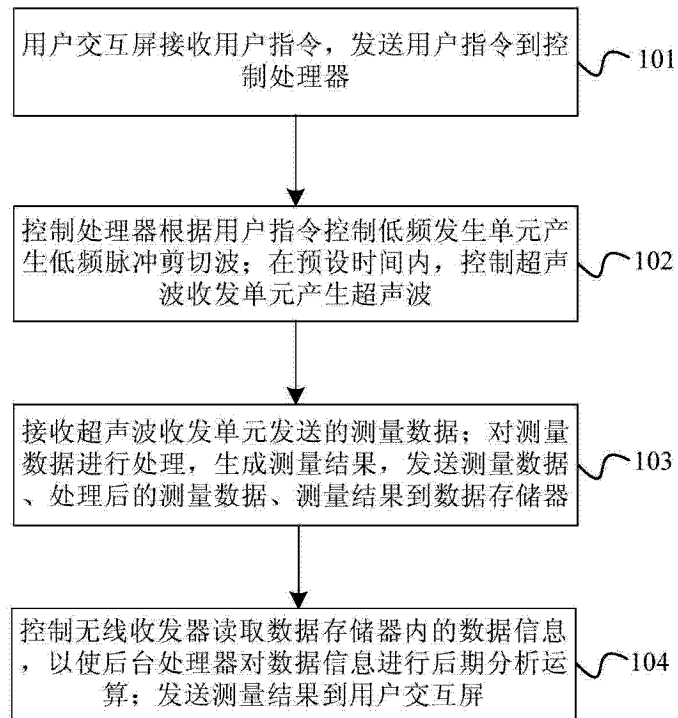 用户交互屏接收用户指令，发送用户指令到控
制处理器
101
控制处理器根据用户指令控制低频发生单元产
生低频脉冲剪切波；在预设时间内，控制超声
波收发单元产生超声波
102
接收超声波收发单元发送的测量数据；对测量
数据进行处理，生成测量结果，发送测量数据
、处理后的测量数据、测量结果到数据存储器
103
控制无线收发器读取数据存储器内的数据信息
，以使后台处理器对数据信息进行后期分析运
算；发送测量结果到用户交互屏
104